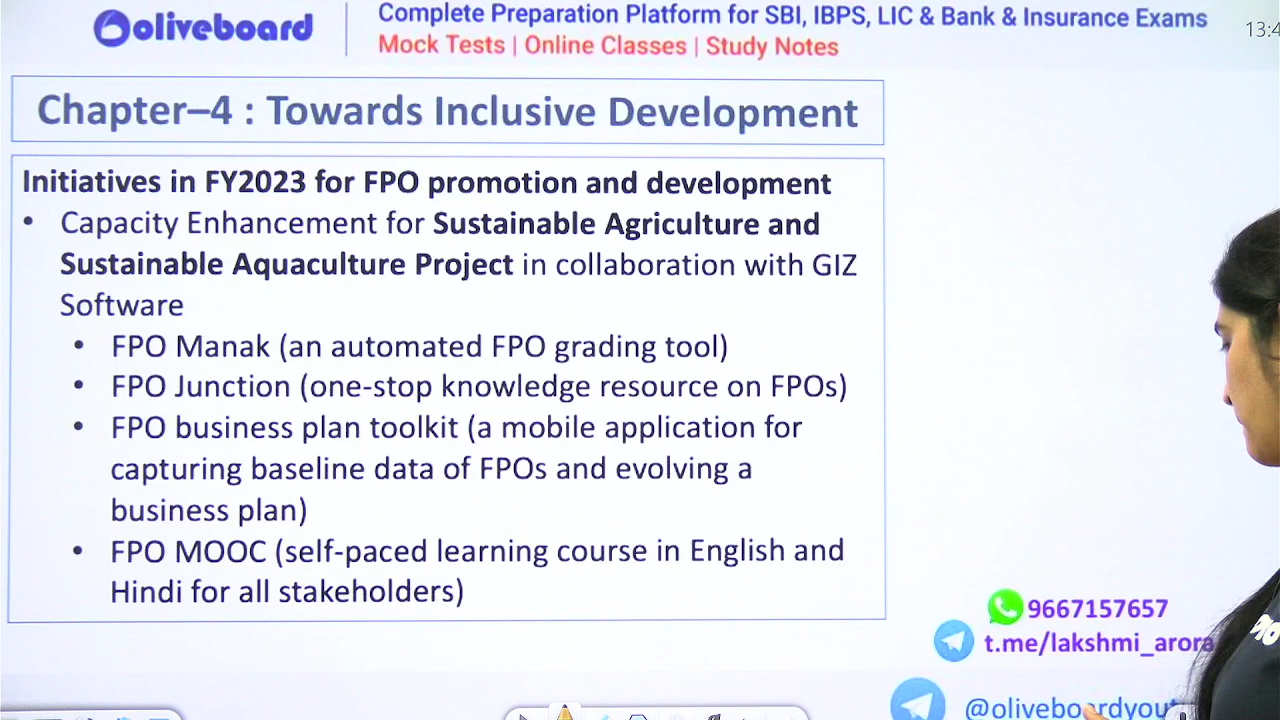 oliveboard
Complete Preparation Platform for SBI, IBPS, LIC & Bank & Insurance Exams
Mock Tests | Online Classes | Study Notes
13:4
Chapter–4 : Towards Inclusive Development
Initiatives in FY2023 for FPO promotion and development
• Capacity Enhancement for Sustainable Agriculture and
Sustainable Aquaculture Project in collaboration with GIZ
Software
• FPO Manak (an automated FPO grading tool)
• FPO Junction (one-stop knowledge resource on FPOs)
• FPO business plan toolkit (a mobile application for
capturing baseline data of FPOs and evolving a
business plan)
• FPO MOOC (self-paced learning course in English and
Hindi for all stakeholders)
9667157657
t.me/lakshmi_arora
@oliveboardyout